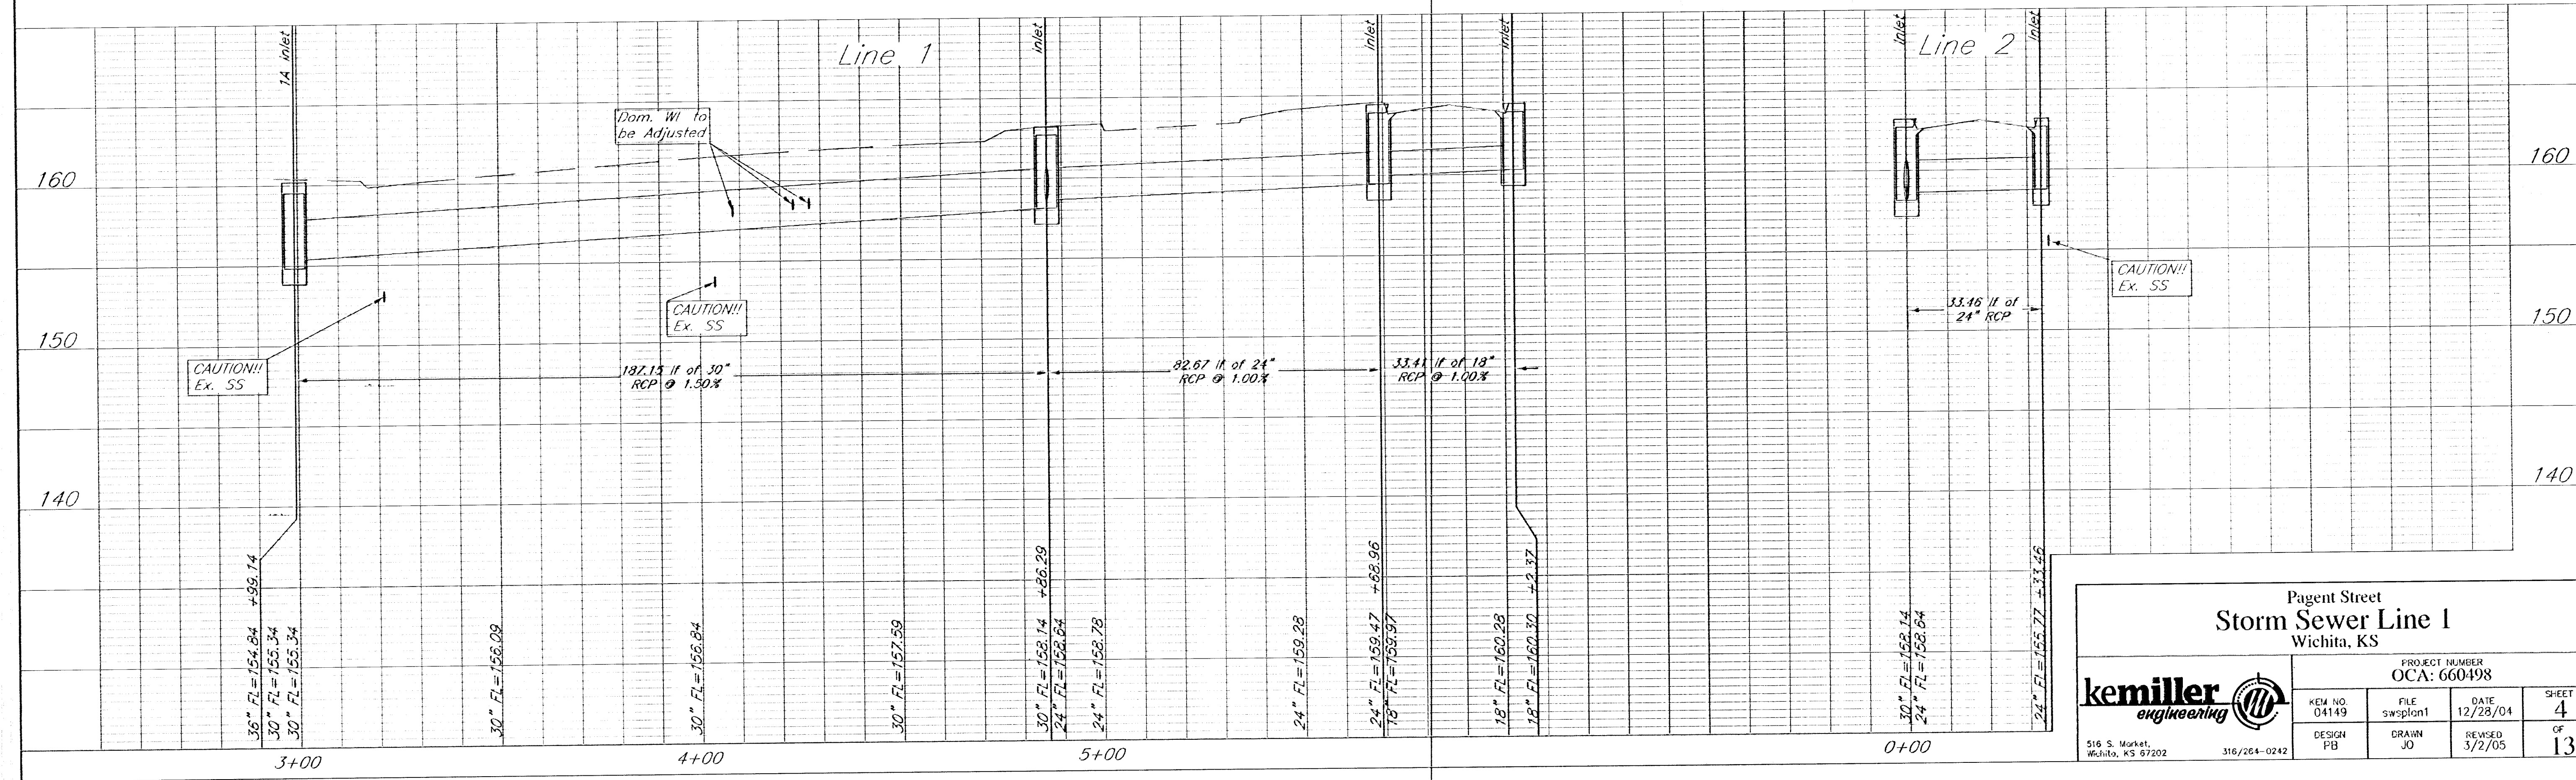 1A inlet
Line 1
inlet
inlet
inlet
inlet
Line 2
inlet
Dom. Wl to
be Adjusted
160
160
150
150
140
140
CAUTION!!
Ex. SS
CAUTION!!
Ex. SS
CAUTION!!
Ex. SS
187.15 lf of 30"
RCP @ 1.50%
82.67 lf of 24"
RCP @ 1.00%
33.41 lf of 18"
RCP @ 1.00%
33.46 lf of
24" RCP
36" FL=154.84 +99.14
30" FL=155.34
30" FL=155.34
30" FL=156.09
30" FL=156.84
30" FL=157.59
30" FL=158.14 +86.29
24" FL=158.64
24" FL=158.78
24" FL=159.28
24" FL=159.47 +68.96
18" FL=159.97
18" FL=160.28
18" FL=160.30 +2.37
30" FL=158.14
24" FL=158.64
24" FL= +33.46
3+00
4+00
5+00
0+00
Pagent Street
Storm Sewer Line 1
Wichita, KS
kemiller
engineering
516 S. Market,
Wichita, KS 67202
316/264-0242
PROJECT NUMBER
OCA: 660498
KEM NO.
04149
FILE
swsplan1
DATE
12/28/04
SHEET
4
DESIGN
PB
DRAWN
JO
REVISED
3/2/05
OF
13